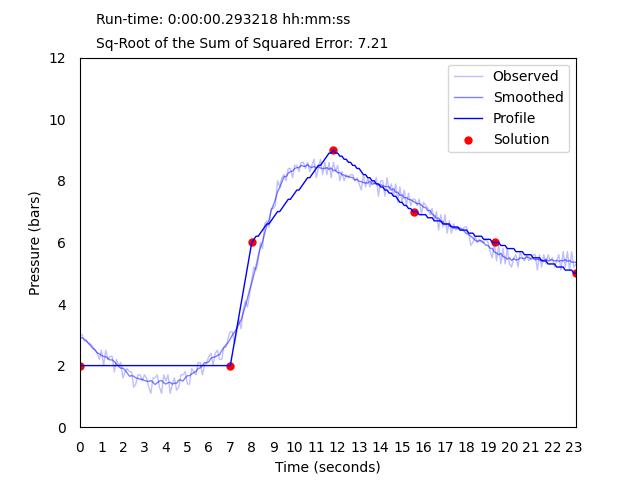 Run-time: 0:00:00.293218 hh:mm:ss
Sq-Root of the Sum of Squared Error: 7.21
12
10
8
6
4
2
0
Pressure (bars)
Observed
Smoothed
Profile
Solution
0 1 2 3 4 5 6 7 8 9 10 11 12 13 14 15 16 17 18 19 20 21 22 23
Time (seconds)